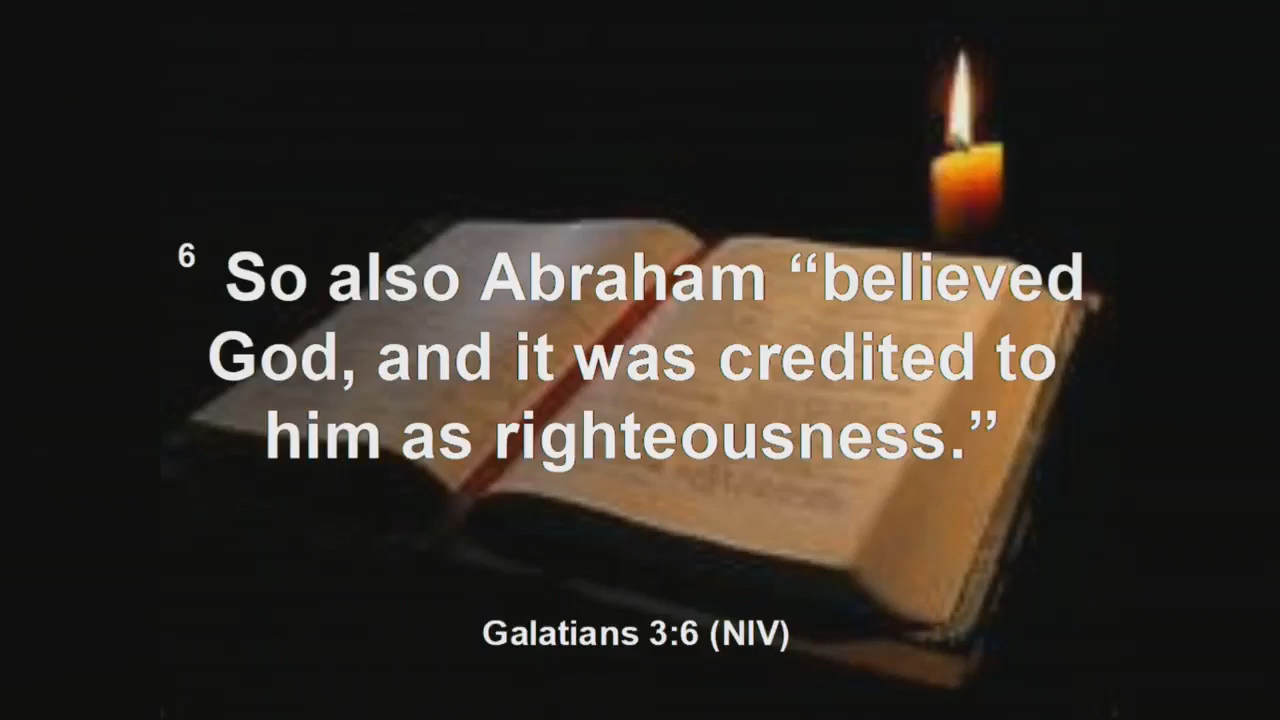 6 So also Abraham “believed
God, and it was credited to
him as righteousness.”
Galatians 3:6 (NIV)